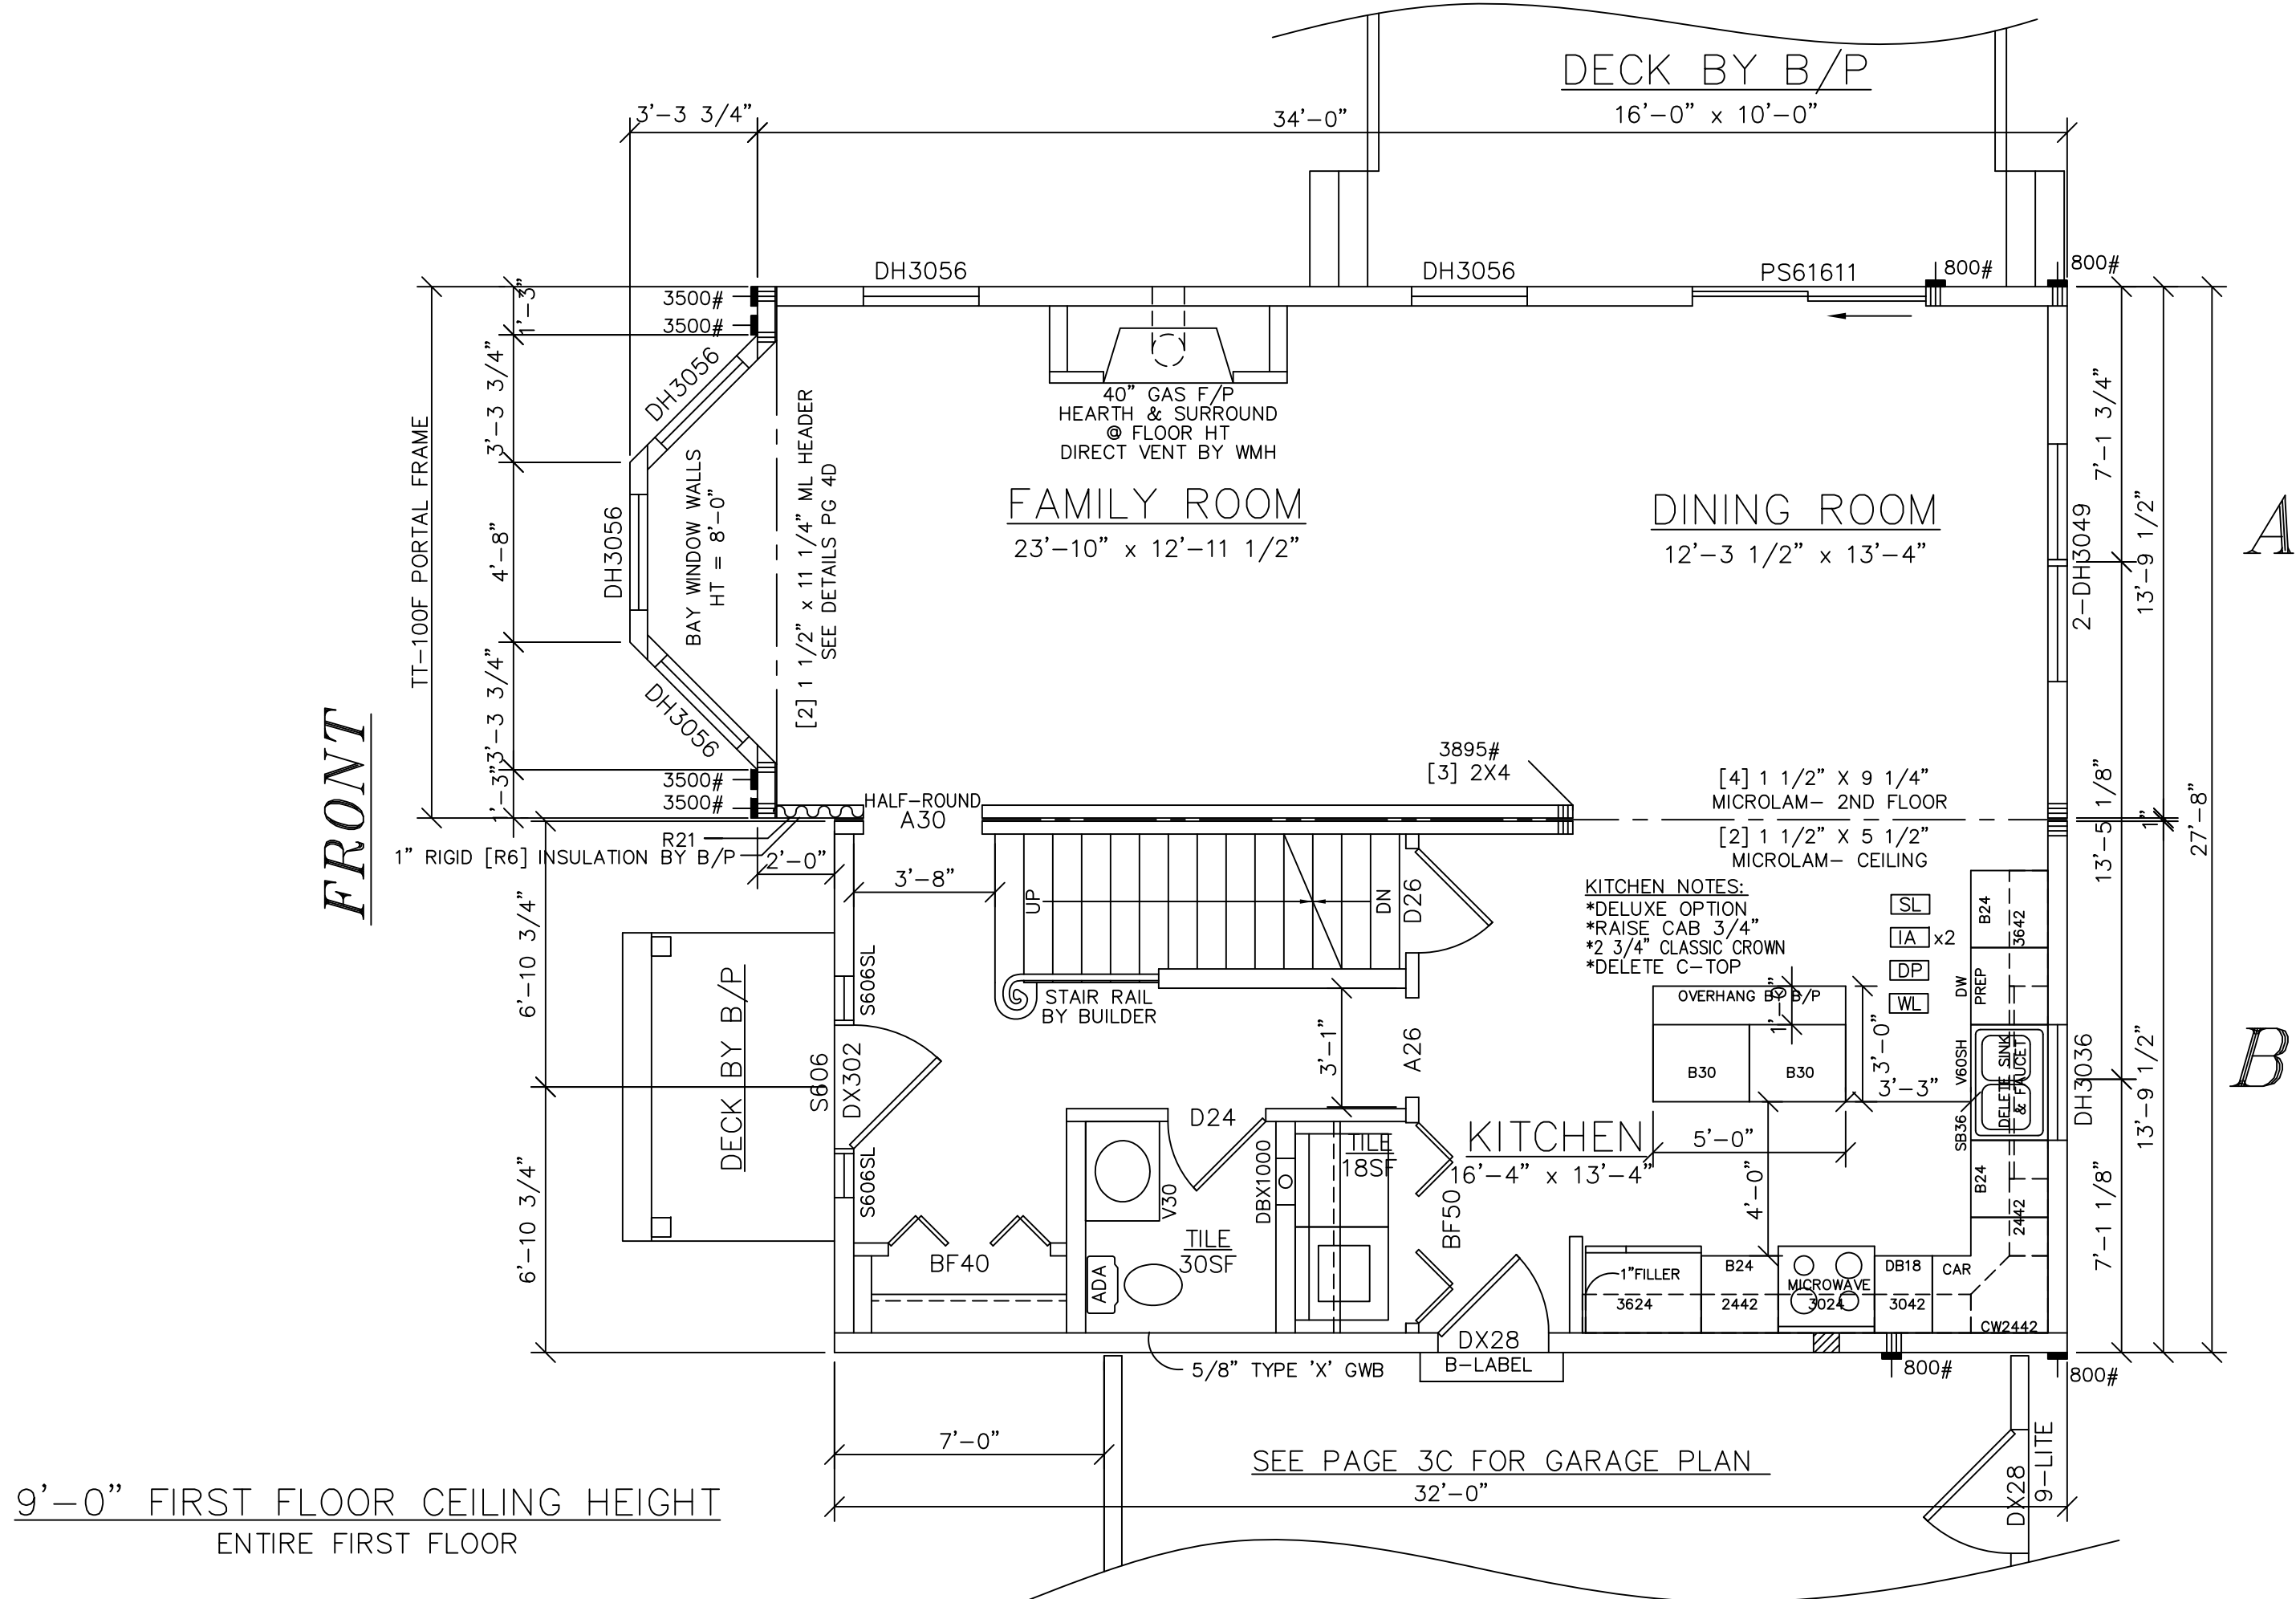 DECK BY B/P
16'-0" x 10'-0"
3'-3 3/4"
34'-0"
DH3056
DH3056
PS61611
800#
800#
3500#
3500#
1'-3"
3'-3 3/4"
4'-8"
3'-3 3/4"
1'-3"
TT-100F PORTAL FRAME
DH3056
DH3056
DH3056
BAY WINDOW WALLS
HT = 8'-0"
[2] 1 1/2" x 11 1/4" ML HEADER
SEE DETAILS PG 4D
40" GAS F/P
HEARTH & SURROUND
@ FLOOR HT
DIRECT VENT BY WMH
FAMILY ROOM
23'-10" x 12'-11 1/2"
DINING ROOM
12'-3 1/2" x 13'-4"
2-DH3049
7'-1 3/4"
13'-9 1/2"
A
FRONT
3500#
3500#
HALF-ROUND
A30
R21
1" RIGID [R6] INSULATION BY B/P
2'-0"
3'-8"
3895#
[3] 2X4
[4] 1 1/2" X 9 1/4"
MICROLAM- 2ND FLOOR
[2] 1 1/2" X 5 1/2"
MICROLAM- CEILING
13'-5 1/8"
1"
27'-8"
UP
DN
D26
KITCHEN NOTES:
*DELUXE OPTION
*RAISE CAB 3/4"
*2 3/4" CLASSIC CROWN
*DELETE C-TOP
SL
IA x2
DP
WL
B24
3642
DW
PREP
6'-10 3/4"
6'-10 3/4"
DECK BY B/P
S606SL
S606
DX302
S606SL
STAIR RAIL
BY BUILDER
3'-1"
A26
OVERHANG BY B/P
1'-0"
3'-0"
B30
B30
3'-3"
V60SH
SB36
DELETE SINK
& FAUCET
DH3036
13'-9 1/2"
B
D24
V30
DBX1000
TILE
18SF
KITCHEN
16'-4" x 13'-4"
5'-0"
4'-0"
B24
2442
7'-1 1/8"
BF40
ADA
TILE
30SF
BF50
1"FILLER
3624
B24
2442
MICROWAVE
3024
DB18
3042
CAR
CW2442
DX28
B-LABEL
5/8" TYPE 'X' GWB
800#
800#
7'-0"
SEE PAGE 3C FOR GARAGE PLAN
32'-0"
DX28
9-LITE
9'-0" FIRST FLOOR CEILING HEIGHT
ENTIRE FIRST FLOOR